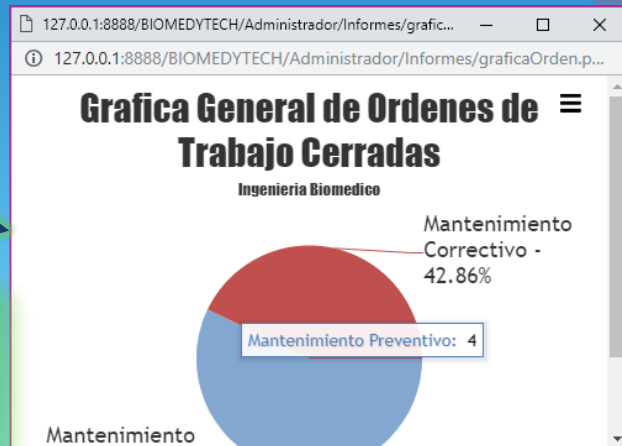 127.0.0.1:8888/BIOMEDYTECH/Administrador/Informes/grafic...
127.0.0.1:8888/BIOMEDYTECH/Administrador/Informes/graficaOrden.p...
Grafica General de Ordenes de
Trabajo Cerradas
Ingenieria Biomedico
Mantenimiento
Correctivo -
42.86%
Mantenimiento Preventivo: 4
Mantenimiento